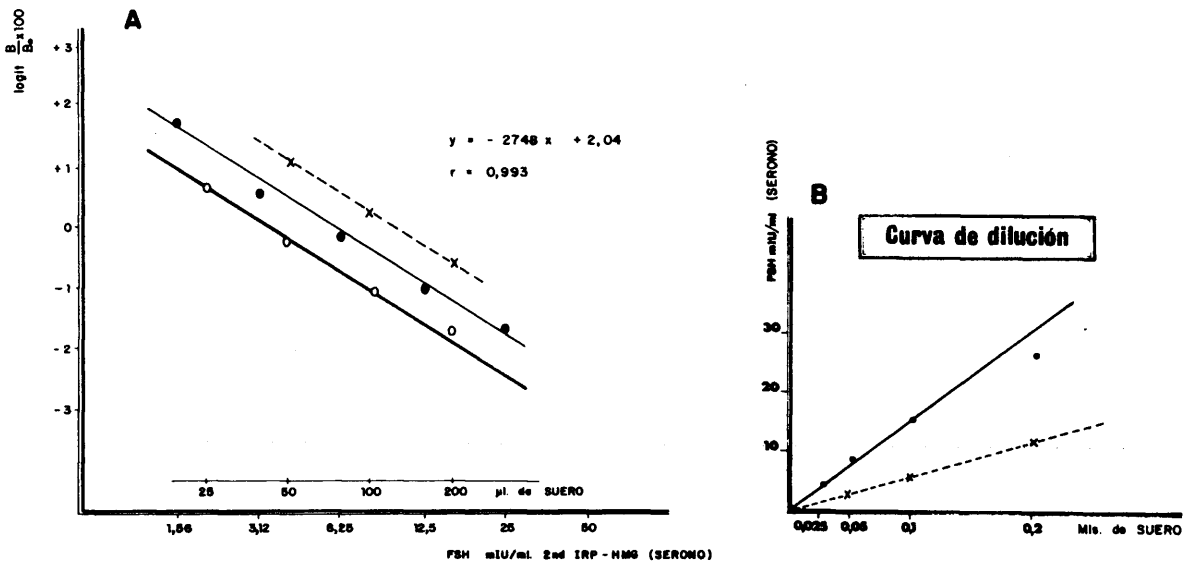 A
logit B/B₀ x100
+ 3
+ 2
+ 1
0
- 1
- 2
- 3
y = - 2748 x + 2,04
r = 0,993
25 50 100 200 µl. de SUERO
1,56 3,12 6,25 12,5 25 50
FSH mIU/ml. 2nd IRP - HMG (SERONO)
B
Curva de dilución
FSH mIU/ml (SERONO)
30
20
10
0,025 0,05 0,1 0,2 Mls. de SUERO